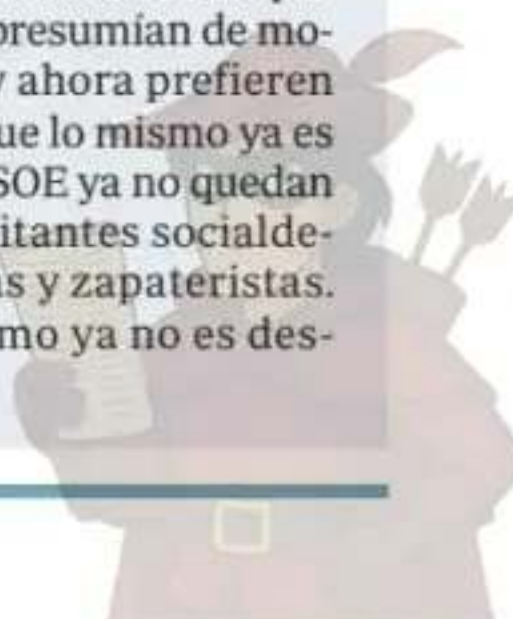 presumían de mo-
y ahora prefieren
ue lo mismo ya es
SOE ya no quedan
itantes socialde-
as y zapateristas.
mo ya no es des-